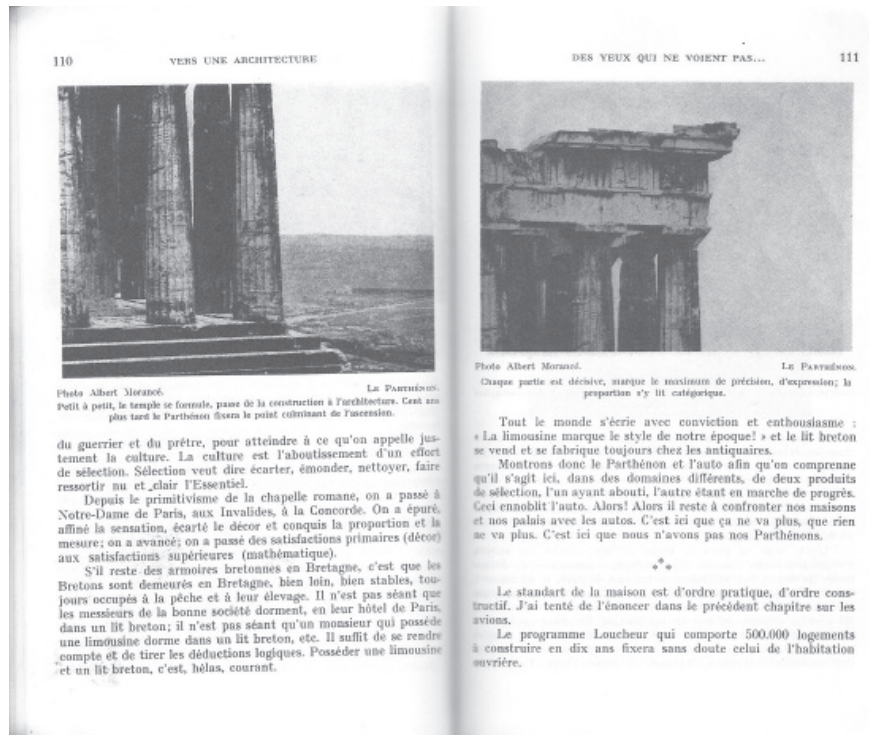 110
VERS UNE ARCHITECTURE
Photo Albert Morancé.
LE PARTHÉNON.
Petit à petit, le temple se formule, passe de la construction à l'architecture. Cent ans
plus tard le Parthénon fixera le point culminant de l'ascension.
du guerrier et du prêtre, pour atteindre à ce qu'on appelle jus-
tement la culture. La culture est l'aboutissement d'un effort
de sélection. Sélection veut dire écarter, émonder, nettoyer, faire
ressortir nu et clair l'Essentiel.
Depuis le primitivisme de la chapelle romane, on a passé à
Notre-Dame de Paris, aux Invalides, à la Concorde. On a épuré,
affiné la sensation, écarté le décor et conquis la proportion et la
mesure; on a avancé; on a passé des satisfactions primaires (décor)
aux satisfactions supérieures (mathématique).
S'il reste des armoires bretonnes en Bretagne, c'est que les
Bretons sont demeurés en Bretagne, bien loin, bien stables, tou-
jours occupés à la pêche et à leur élevage. Il n'est pas séant que
les messieurs de la bonne société dorment, en leur hôtel de Paris,
dans un lit breton; il n'est pas séant qu'un monsieur qui possède
une limousine dorme dans un lit breton, etc. Il suffit de se rendre
compte et de tirer les déductions logiques. Posséder une limousine
et un lit breton, c'est, hélas, courant.
DES YEUX QUI NE VOIENT PAS...
111
Photo Albert Morancé.
LE PARTHÉNON.
Chaque partie est décisive, marque le maximum de précision, d'expression; la
proportion s'y lit catégorique.
Tout le monde s'écrie avec conviction et enthousiasme :
« La limousine marque le style de notre époque! » et le lit breton
se vend et se fabrique toujours chez les antiquaires.
Montrons donc le Parthénon et l'auto afin qu'on comprenne
qu'il s'agit ici, dans des domaines différents, de deux produits
de sélection, l'un ayant abouti, l'autre étant en marche de progrès.
Ceci ennoblit l'auto. Alors! Alors il reste à confronter nos maisons
et nos palais avec les autos. C'est ici que ça ne va plus, que rien
ne va plus. C'est ici que nous n'avons pas nos Parthénons.
Le standart de la maison est d'ordre pratique, d'ordre cons-
tructif. J'ai tenté de l'énoncer dans le précédent chapitre sur les
avions.
Le programme Loucheur qui comporte 500.000 logements
à construire en dix ans fixera sans doute celui de l'habitation
ouvrière.